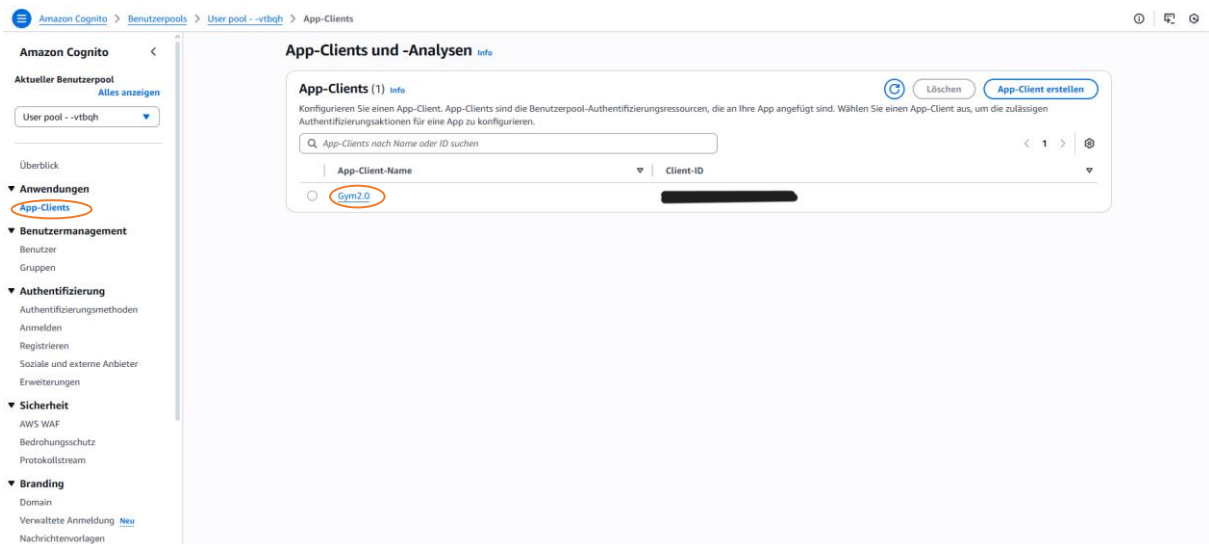 Amazon Cognito > Benutzerpools > User pool - -vtbqh > App-Clients
Amazon Cognito
Aktueller Benutzerpool
Alles anzeigen
User pool - -vtbqh
Überblick
Anwendungen
App-Clients
Benutzermanagement
Benutzer
Gruppen
Authentifizierung
Authentifizierungsmethoden
Anmelden
Registrieren
Soziale und externe Anbieter
Erweiterungen
Sicherheit
AWS WAF
Bedrohungsschutz
Protokollstream
Branding
Domain
Verwaltete Anmeldung Neu
Nachrichtenvorlagen
App-Clients und -Analysen Info
App-Clients (1) Info
Löschen
App-Client erstellen
Konfigurieren Sie einen App-Client. App-Clients sind die Benutzerpool-Authentifizierungsressourcen, die an Ihre App angefügt sind. Wählen Sie einen App-Client aus, um die zulässigen
Authentifizierungsaktionen für eine App zu konfigurieren.
App-Clients nach Name oder ID suchen
< 1 >
App-Client-Name
Client-ID
Gym2.0